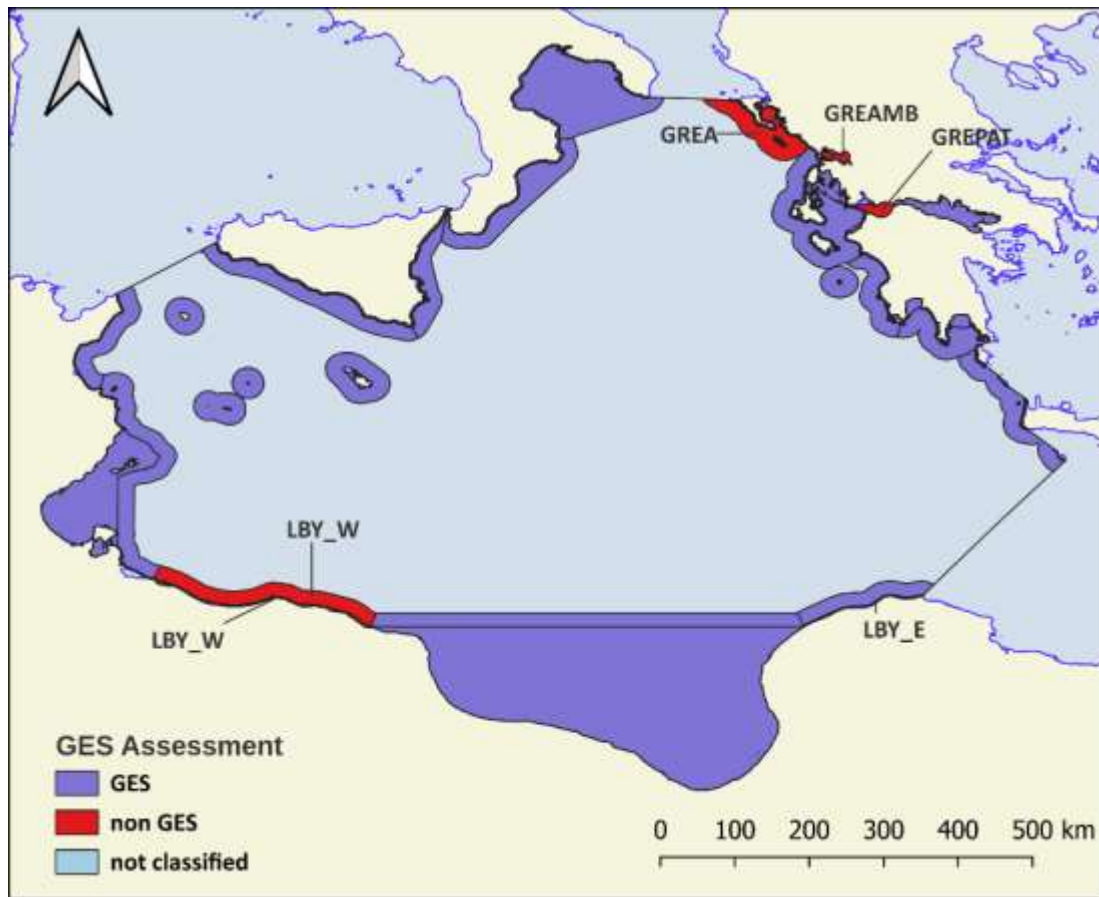 GREA
GREAMB
GREPAT
LBY_W
LBY_W
LBY_E
GES Assessment
GES
non GES
not classified
0 100 200 300 400 500 km